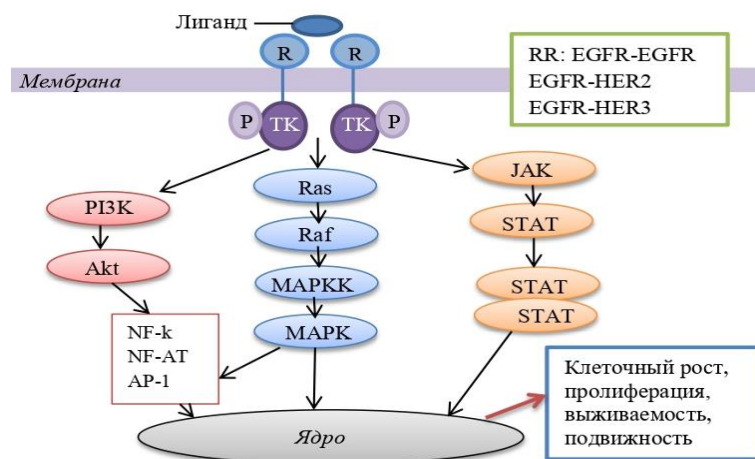 Лиганд
R
R
RR: EGFR-EGFR
EGFR-HER2
EGFR-HER3
Мембрана
P
TK
TK
P
JAK
Ras
PI3K
STAT
Raf
Akt
MAPKK
STAT
STAT
MAPK
NF-k
NF-AT
AP-1
Клеточный рост,
пролиферация,
выживаемость,
подвижность
Ядро